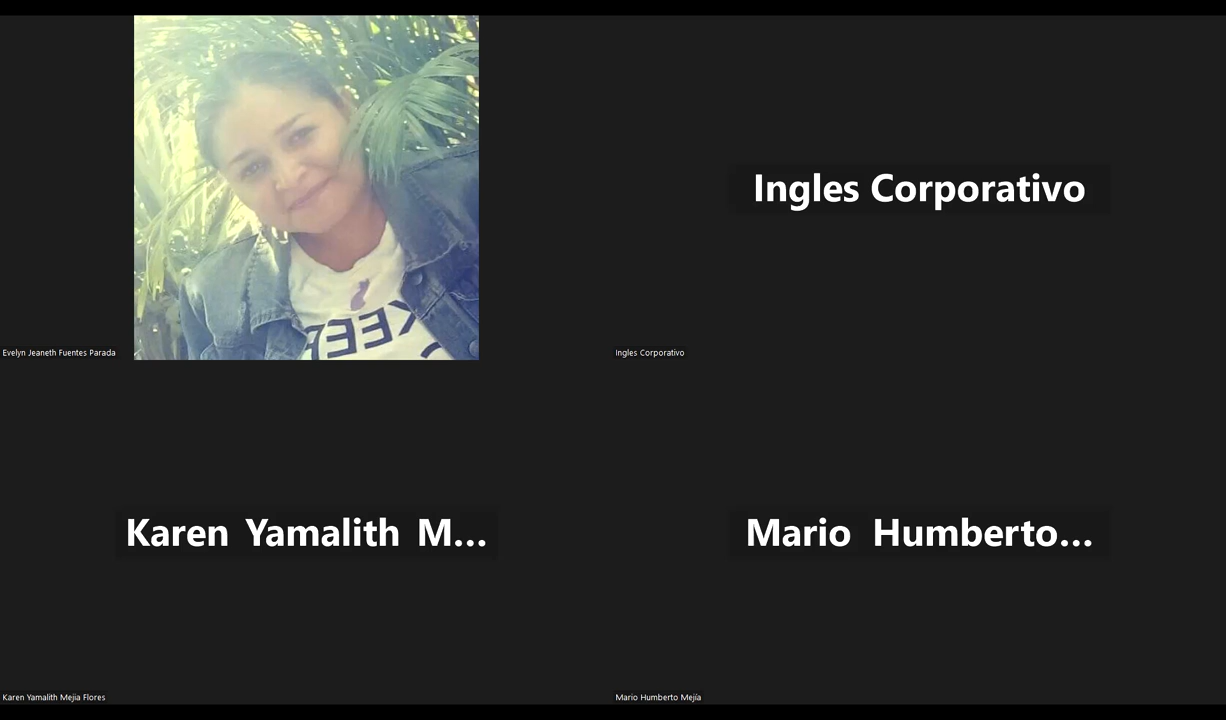 Ingles Corporativo
Evelyn Jeaneth Fuentes Parada
Ingles Corporativo
Karen Yamalith M...
Mario Humberto...
Karen Yamalith Mejia Flores
Mario Humberto Mejía